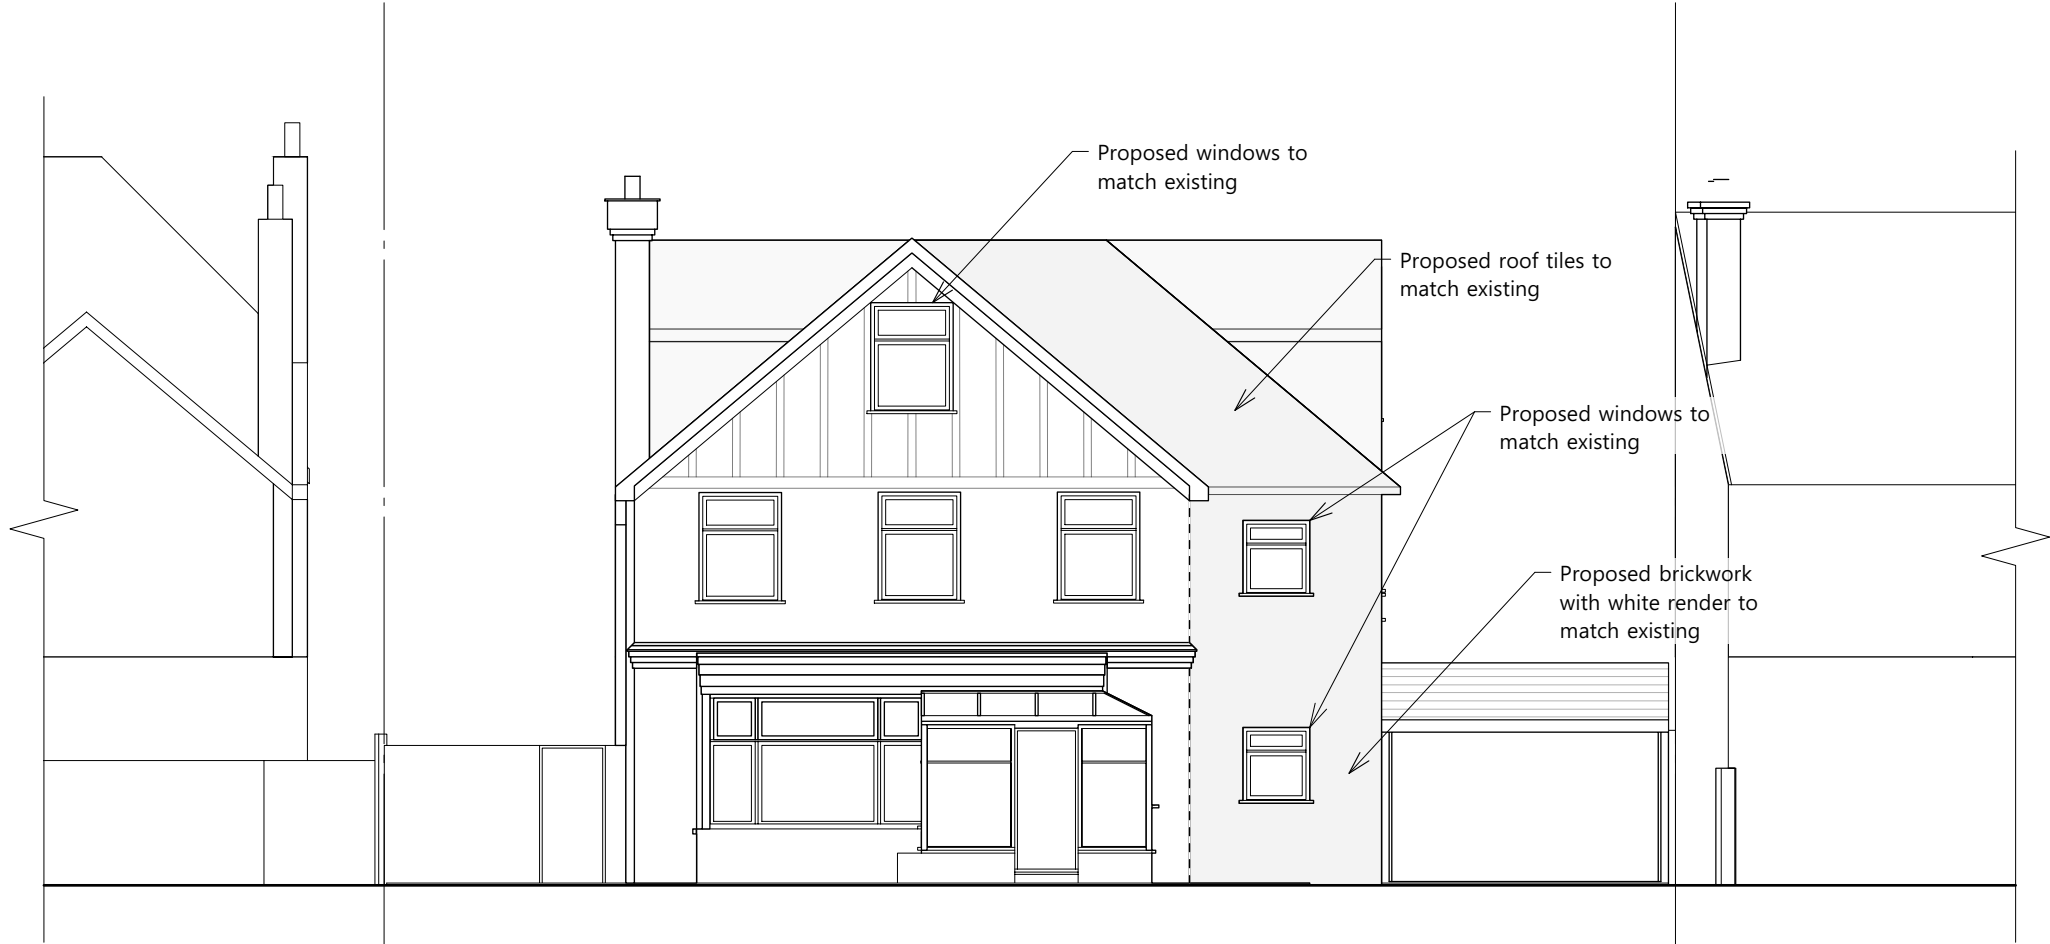 Proposed windows to
match existing
Proposed roof tiles to
match existing
Proposed windows to
match existing
Proposed brickwork
with white render to
match existing